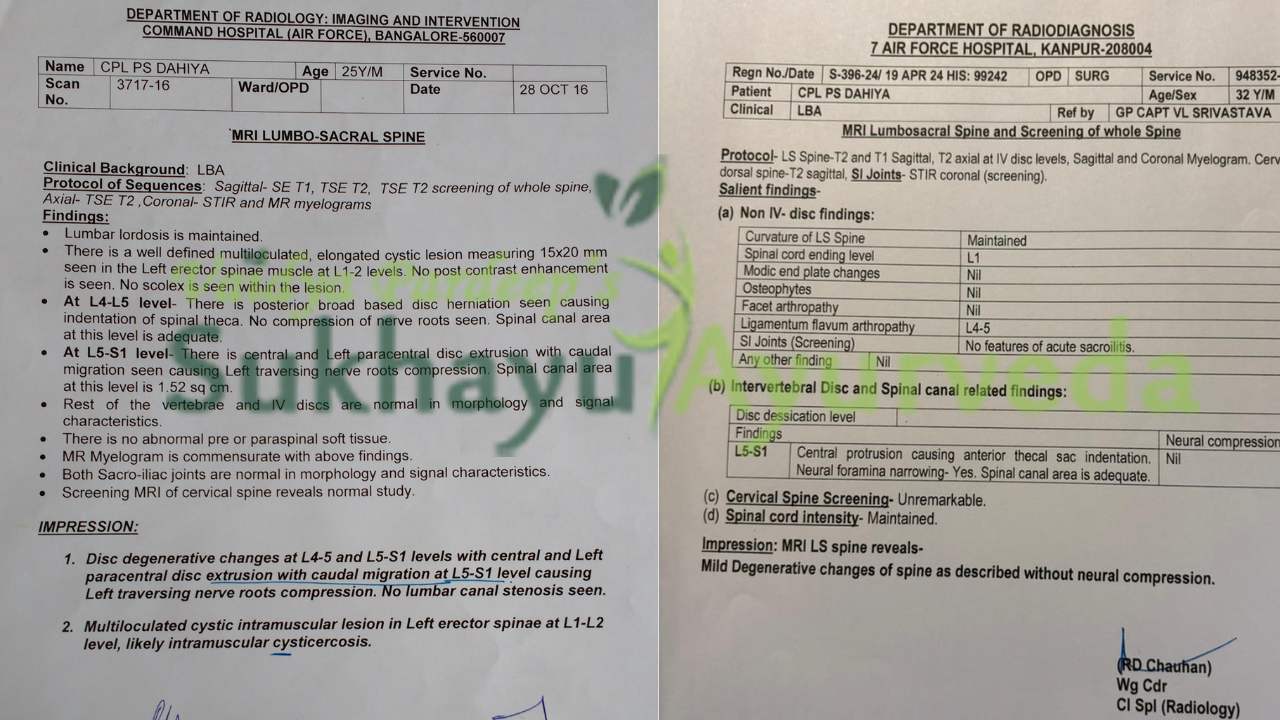 DEPARTMENT OF RADIOLOGY: IMAGING AND INTERVENTION
COMMAND HOSPITAL (AIR FORCE), BANGALORE-560007
Name CPL PS DAHIYA Age 25Y/M Service No.
Scan No. 3717-16 Ward/OPD Date 28 OCT 16
MRI LUMBO-SACRAL SPINE
Clinical Background: LBA
Protocol of Sequences: Sagittal- SE T1, TSE T2, TSE T2 screening of whole spine,
Axial- TSE T2 ,Coronal- STIR and MR myelograms
Findings:
• Lumbar lordosis is maintained.
• There is a well defined multiloculated, elongated cystic lesion measuring 15x20 mm
seen in the Left erector spinae muscle at L1-2 levels. No post contrast enhancement
is seen. No scolex is seen within the lesion.
• At L4-L5 level- There is posterior broad based disc herniation seen causing
indentation of spinal theca. No compression of nerve roots seen. Spinal canal area
at this level is adequate.
• At L5-S1 level- There is central and Left paracentral disc extrusion with caudal
migration seen causing Left traversing nerve roots compression. Spinal canal area
at this level is 1.52 sq cm.
• Rest of the vertebrae and IV discs are normal in morphology and signal
characteristics.
• There is no abnormal pre or paraspinal soft tissue.
• MR Myelogram is commensurate with above findings.
• Both Sacro-iliac joints are normal in morphology and signal characteristics.
• Screening MRI of cervical spine reveals normal study.
IMPRESSION:
1. Disc degenerative changes at L4-5 and L5-S1 levels with central and Left
paracentral disc extrusion with caudal migration at L5-S1 level causing
Left traversing nerve roots compression. No lumbar canal stenosis seen.
2. Multiloculated cystic intramuscular lesion in Left erector spinae at L1-L2
level, likely intramuscular cysticercosis.
DEPARTMENT OF RADIODIAGNOSIS
7 AIR FORCE HOSPITAL, KANPUR-208004
Regn No./Date S-396-24/ 19 APR 24 HIS: 99242 OPD SURG Service No. 948352-
Patient CPL PS DAHIYA Age/Sex 32 Y/M
Clinical LBA Ref by GP CAPT VL SRIVASTAVA
MRI Lumbosacral Spine and Screening of whole Spine
Protocol- LS Spine-T2 and T1 Sagittal, T2 axial at IV disc levels, Sagittal and Coronal Myelogram. Cerv
dorsal spine-T2 sagittal, SI Joints- STIR coronal (screening).
Salient findings-
(a) Non IV- disc findings:
Curvature of LS Spine Maintained
Spinal cord ending level L1
Modic end plate changes Nil
Osteophytes Nil
Facet arthropathy Nil
Ligamentum flavum arthropathy L4-5
SI Joints (Screening) No features of acute sacroilitis.
Any other finding Nil
(b) Intervertebral Disc and Spinal canal related findings:
Disc dessication level
Findings Neural compression
L5-S1 Central protrusion causing anterior thecal sac indentation. Nil
Neural foramina narrowing- Yes. Spinal canal area is adequate.
(c) Cervical Spine Screening- Unremarkable.
(d) Spinal cord intensity- Maintained.
Impression: MRI LS spine reveals-
Mild Degenerative changes of spine as described without neural compression.
(RD Chauhan)
Wg Cdr
Cl Spl (Radiology)
Sukhayu Ayurveda